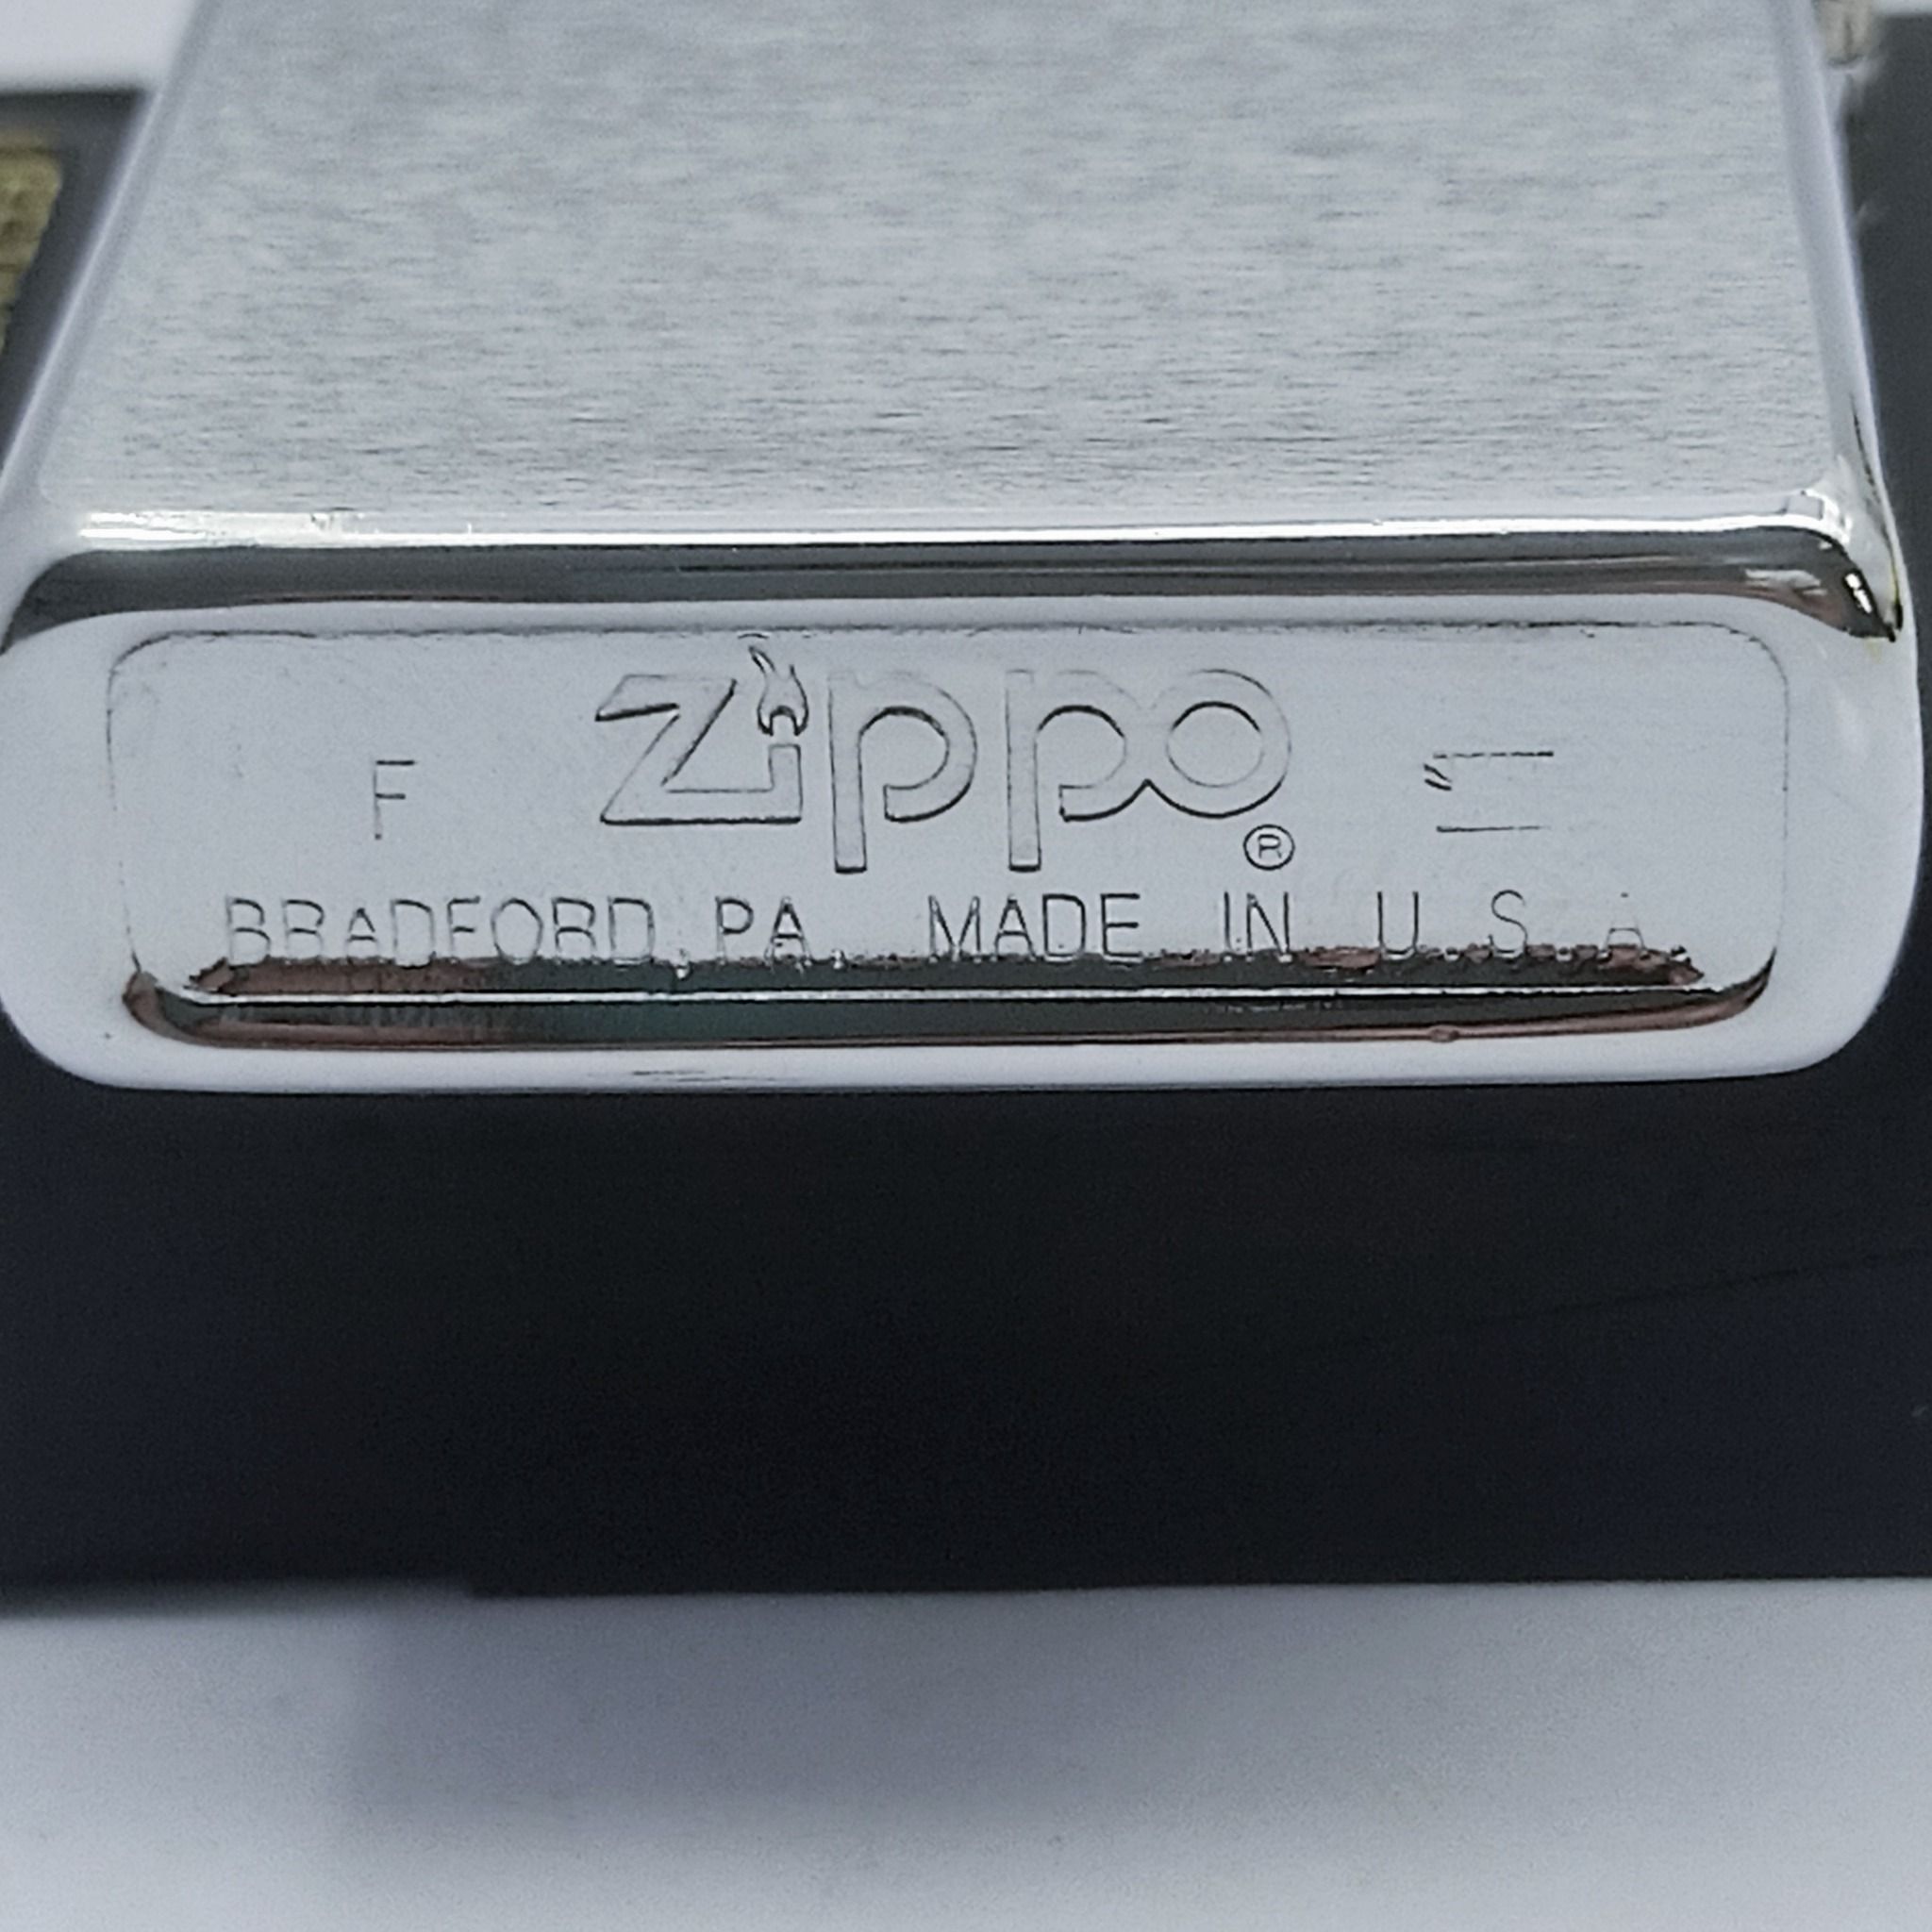 F Zippo ®
BRADFORD, PA. MADE IN U.S.A.